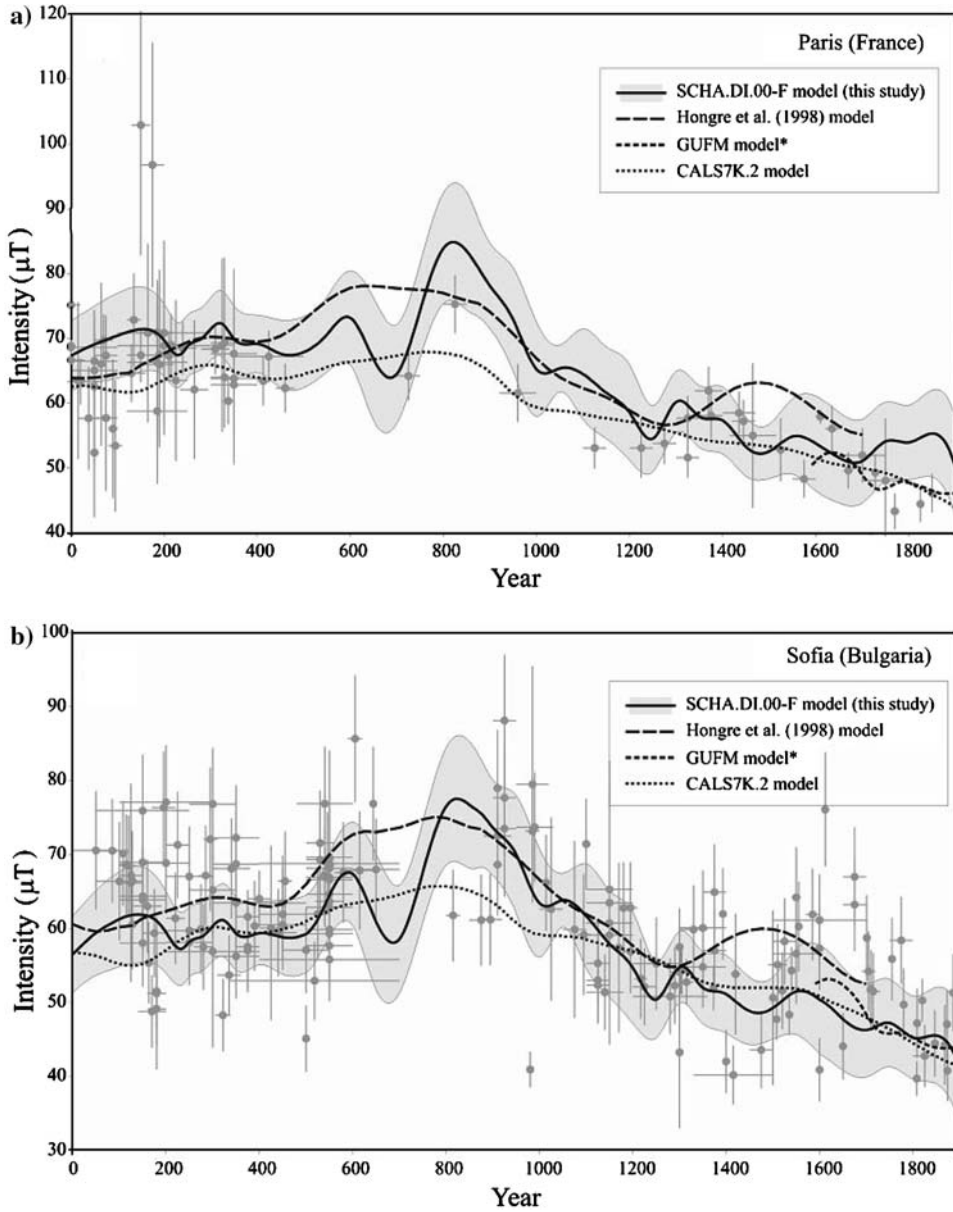 a)
Paris (France)
SCHA.DI.00-F model (this study)
Hongre et al. (1998) model
GUFM model*
CALS7K.2 model
Intensity (μT)
120
110
100
90
80
70
60
50
40
0 200 400 600 800 1000 1200 1400 1600 1800
Year
b)
Sofia (Bulgaria)
SCHA.DI.00-F model (this study)
Hongre et al. (1998) model
GUFM model*
CALS7K.2 model
Intensity (μT)
100
90
80
70
60
50
40
30
0 200 400 600 800 1000 1200 1400 1600 1800
Year